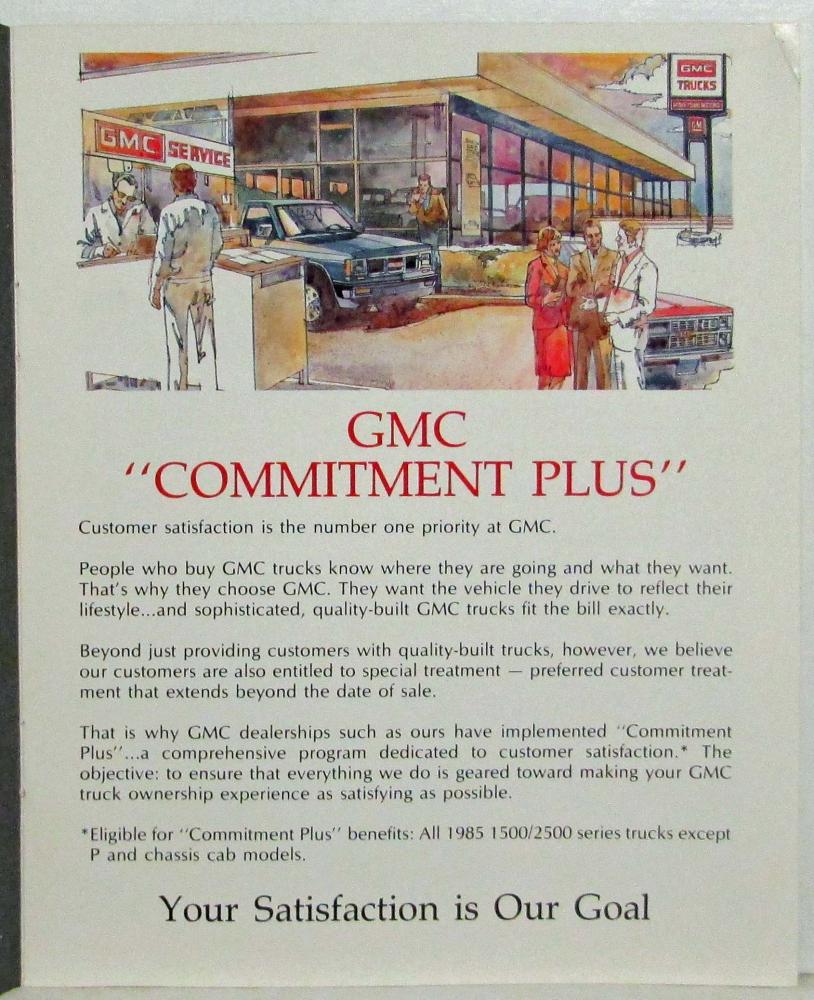 GMC
TRUCKS
GM
GMC SERVICE
GMC
"COMMITMENT PLUS"
Customer satisfaction is the number one priority at GMC.
People who buy GMC trucks know where they are going and what they want.
That's why they choose GMC. They want the vehicle they drive to reflect their
lifestyle...and sophisticated, quality-built GMC trucks fit the bill exactly.
Beyond just providing customers with quality-built trucks, however, we believe
our customers are also entitled to special treatment — preferred customer treat-
ment that extends beyond the date of sale.
That is why GMC dealerships such as ours have implemented "Commitment
Plus"...a comprehensive program dedicated to customer satisfaction.* The
objective: to ensure that everything we do is geared toward making your GMC
truck ownership experience as satisfying as possible.
*Eligible for "Commitment Plus" benefits: All 1985 1500/2500 series trucks except
P and chassis cab models.
Your Satisfaction is Our Goal